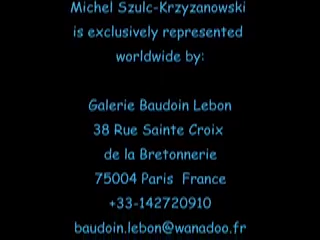 Michel Szulc-Krzyzanowski
is exclusively represented
worldwide by:
Galerie Baudoin Lebon
38 Rue Sainte Croix
de la Bretonnerie
75004 Paris France
+33-142720910
baudoin.lebon@wanadoo.fr